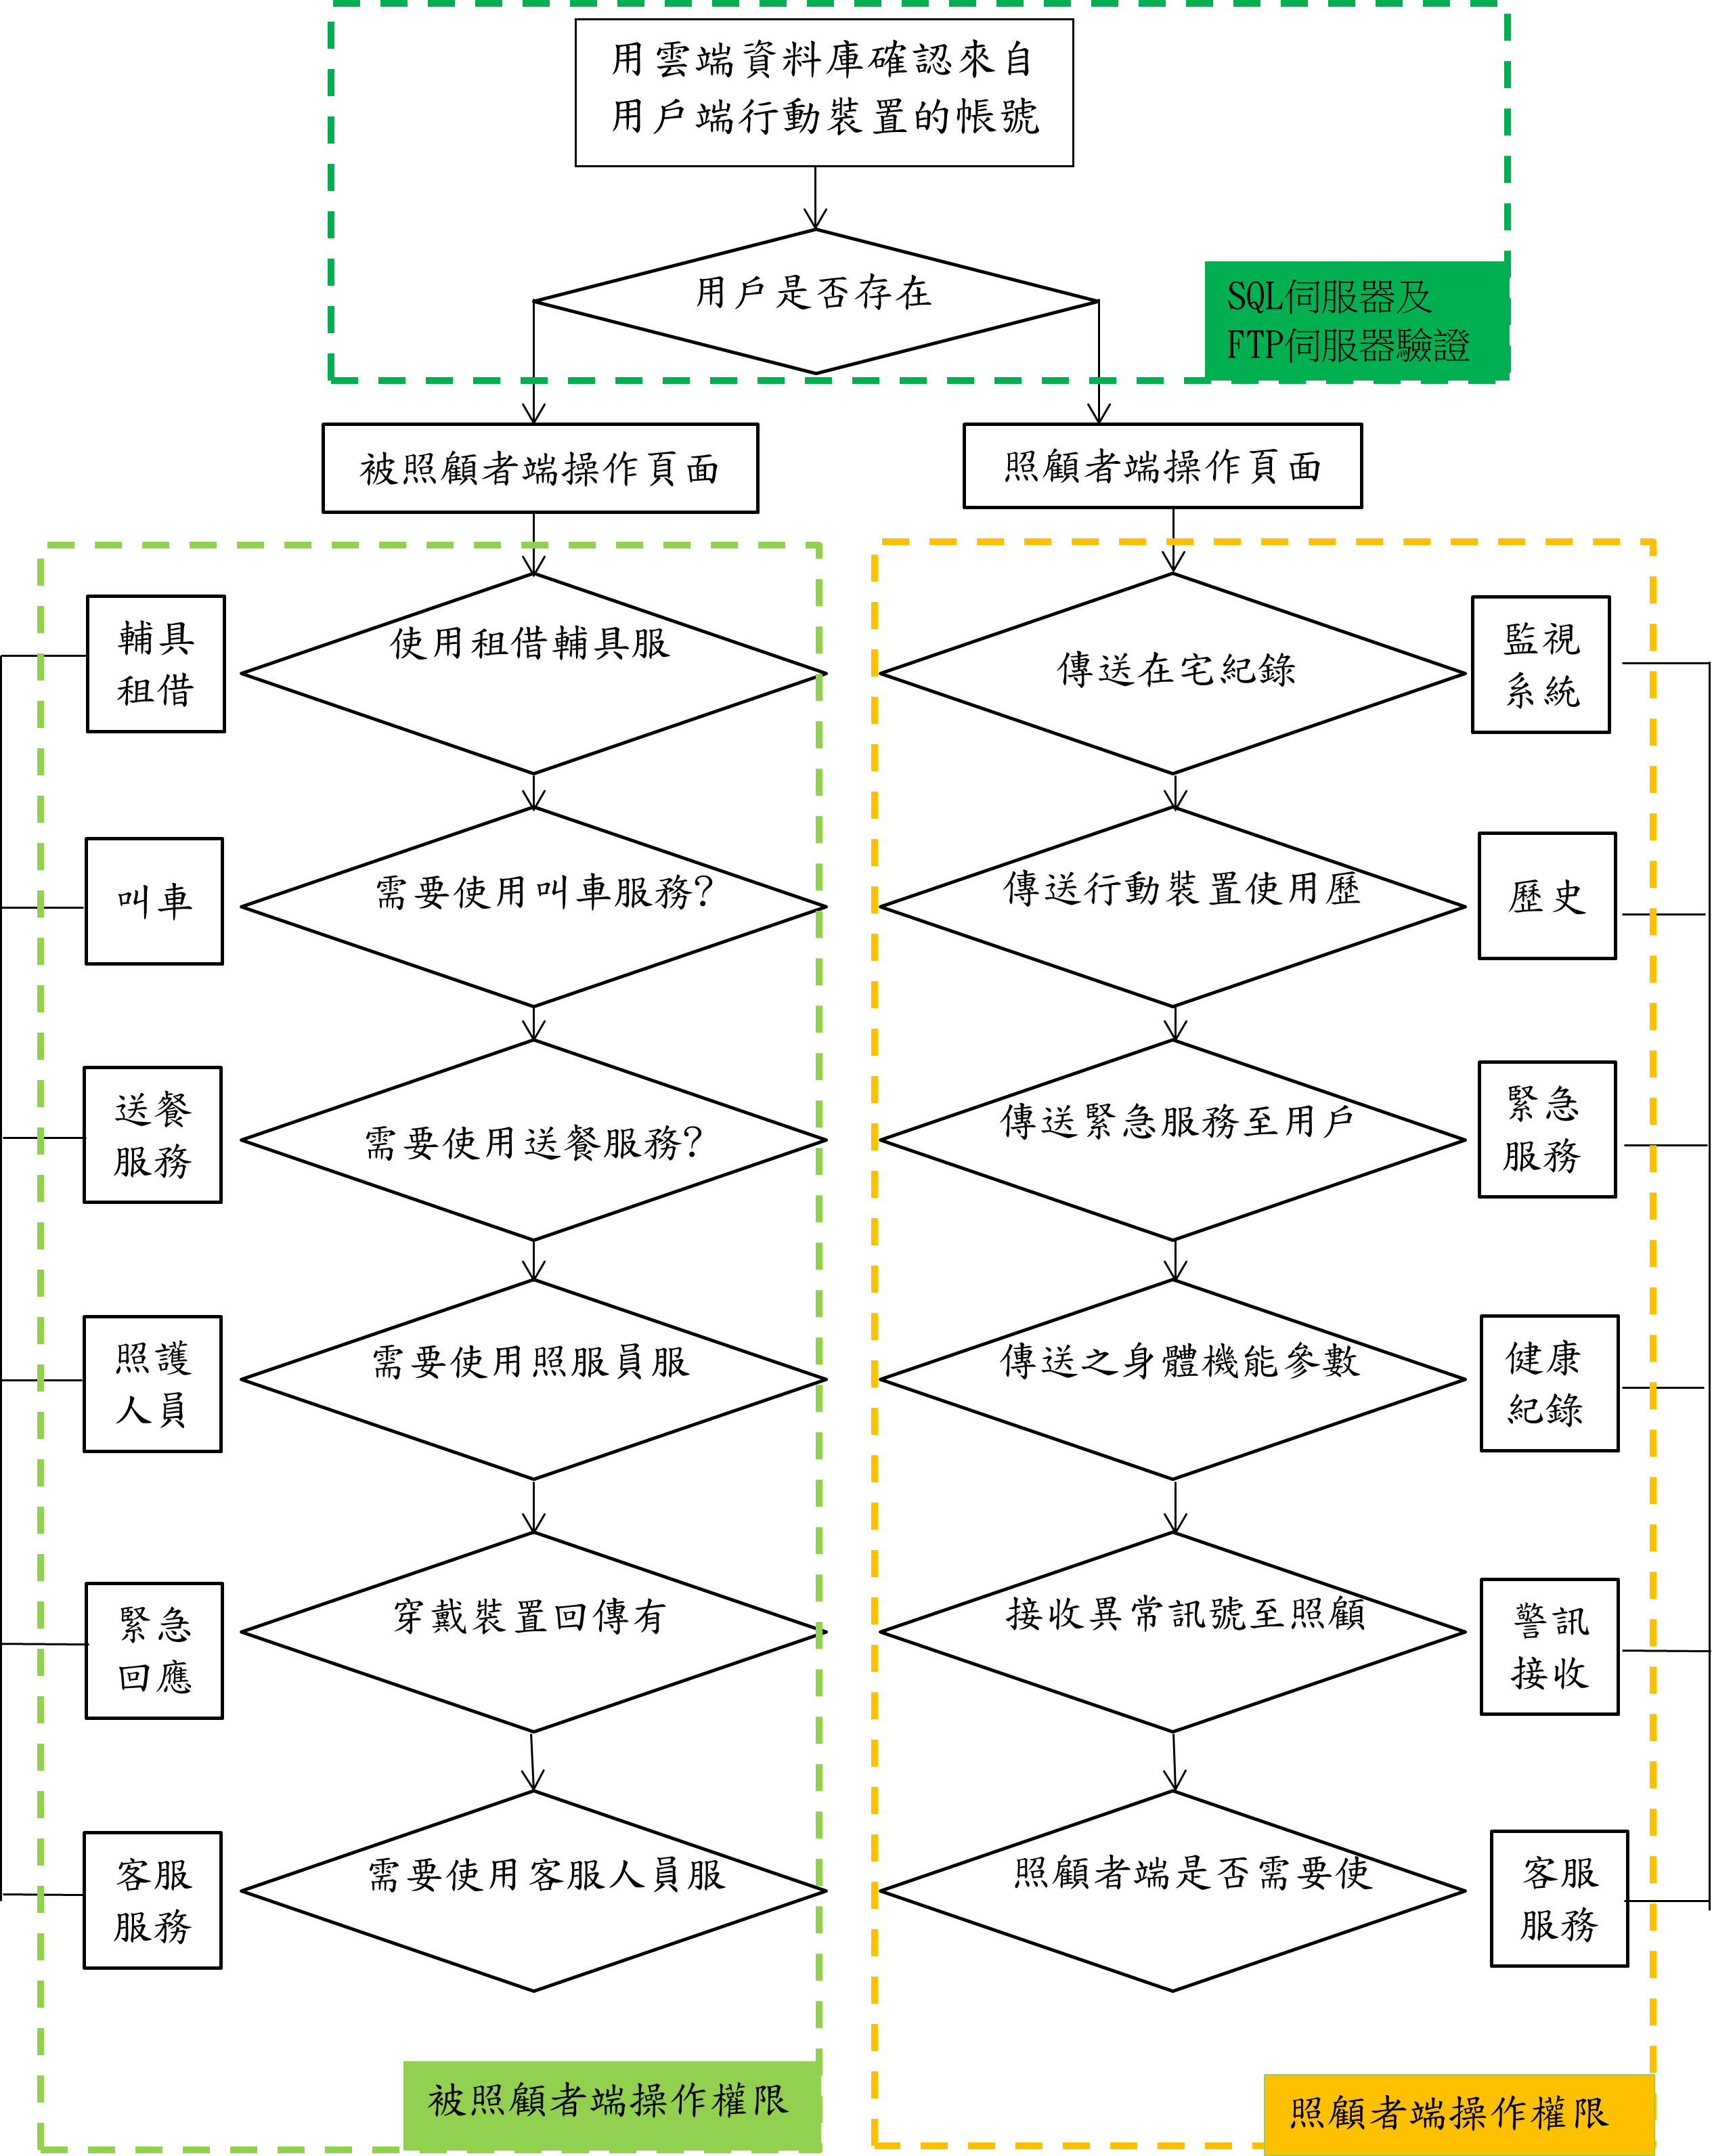 用雲端資料庫確認來自
用戶端行動裝置的帳號
用戶是否存在
SQL伺服器及
FTP伺服器驗證
被照顧者端操作頁面
照顧者端操作頁面
輔具
租借
使用租借輔具服
傳送在宅紀錄
監視
系統
叫車
需要使用叫車服務?
傳送行動裝置使用歷
歷史
送餐
服務
需要使用送餐服務?
傳送緊急服務至用戶
緊急
服務
照護
人員
需要使用照服員服
傳送之身體機能參數
健康
紀錄
緊急
回應
穿戴裝置回傳有
接收異常訊號至照顧
警訊
接收
客服
服務
需要使用客服人員服
照顧者端是否需要使
客服
服務
被照顧者端操作權限
照顧者端操作權限